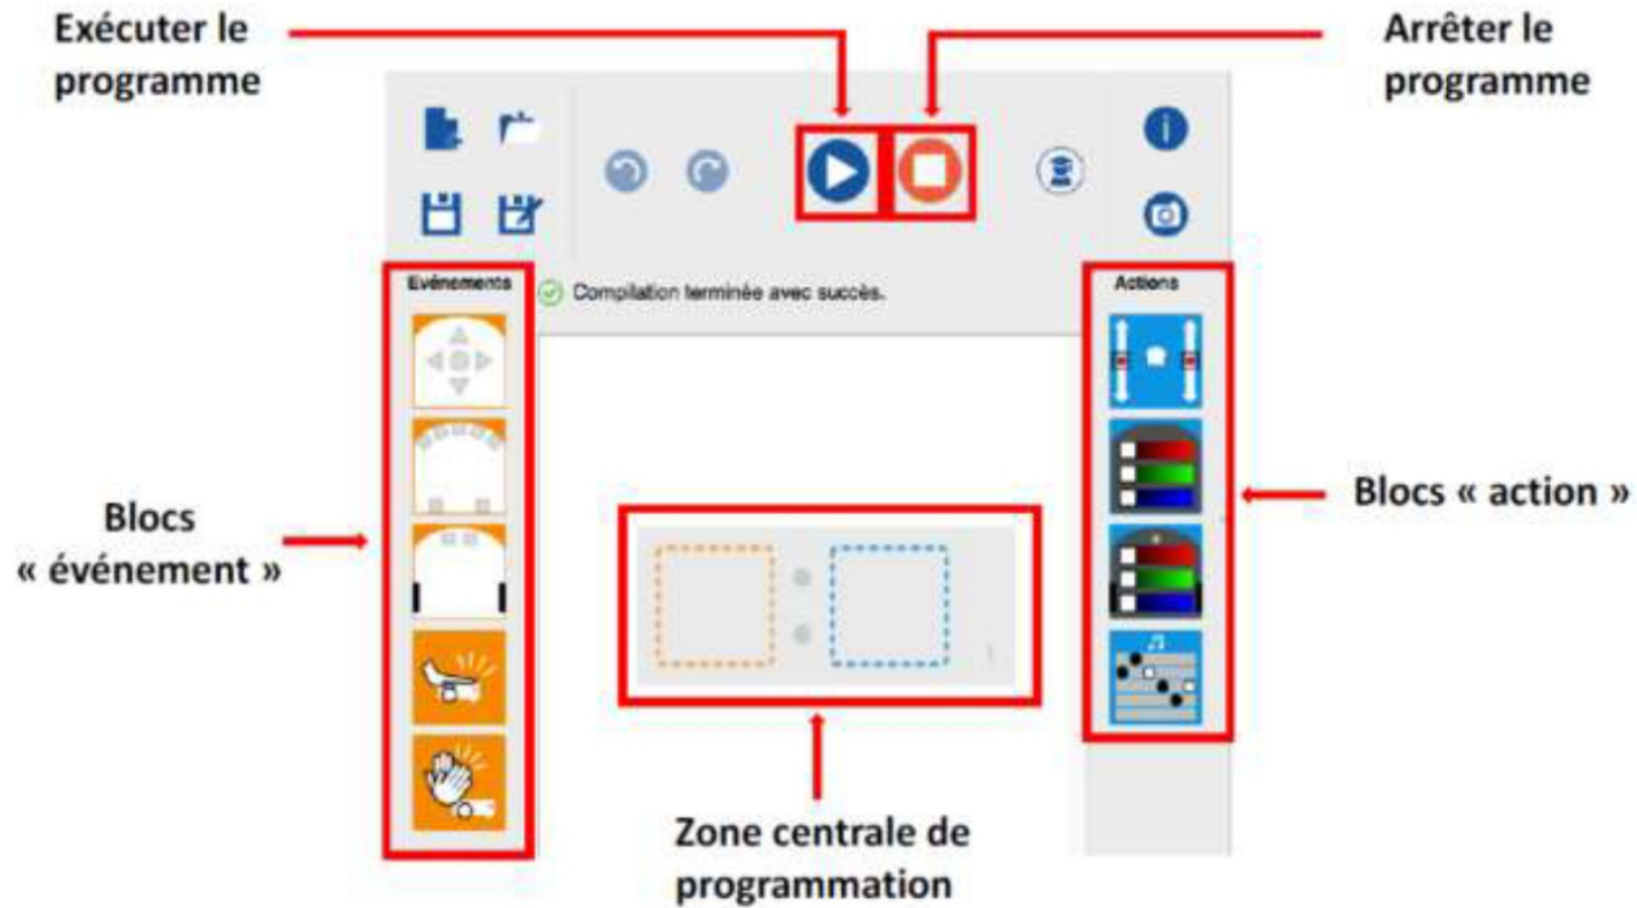 Exécuter le
programme
Arrêter le
programme
Evénements
Compilation terminée avec succès.
Actions
Blocs
« événement »
Blocs « action »
Zone centrale de
programmation